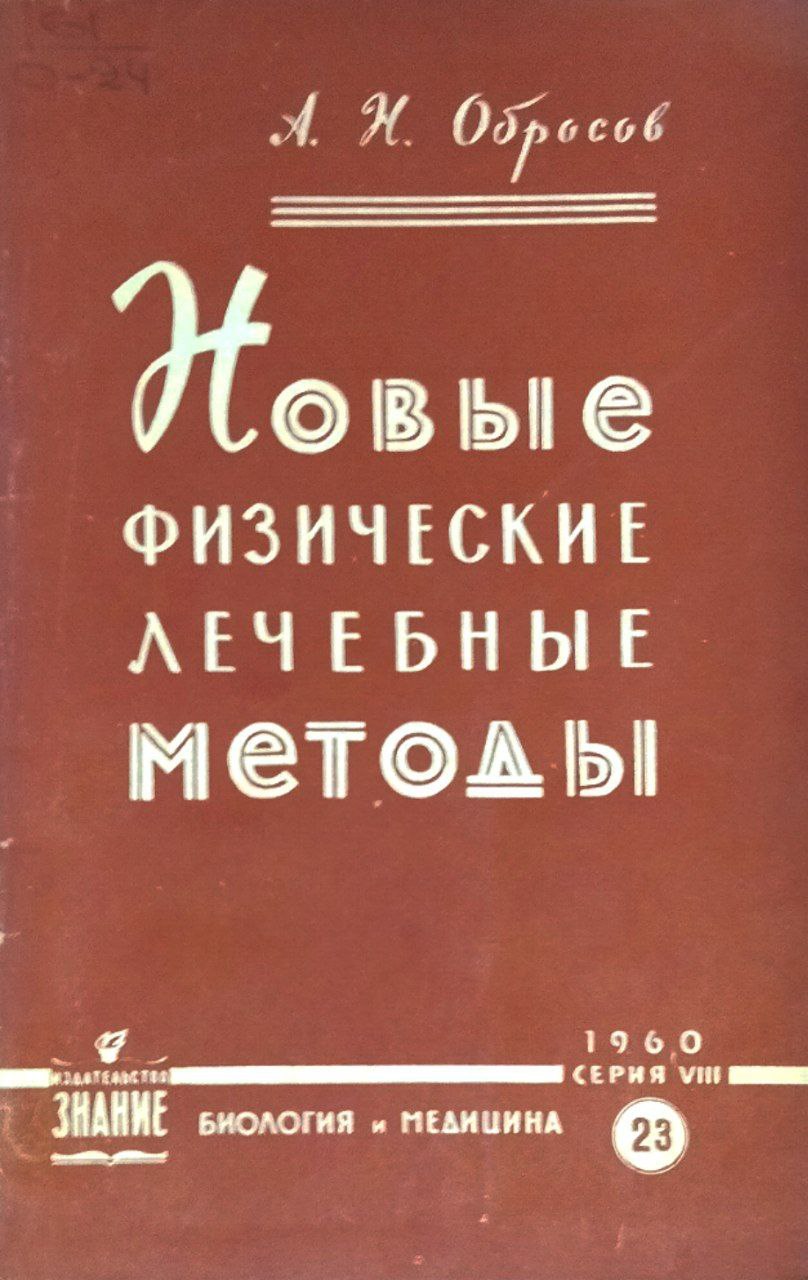 А. Н. Обросов
Новые
ФИЗИЧЕСКИЕ
ЛЕЧЕБНЫЕ
методы
1960
ИЗДАТЕЛЬСТВО
СЕРИЯ VIII
ЗНАНИЕ
БИОЛОГИЯ и МЕДИЦИНА
23